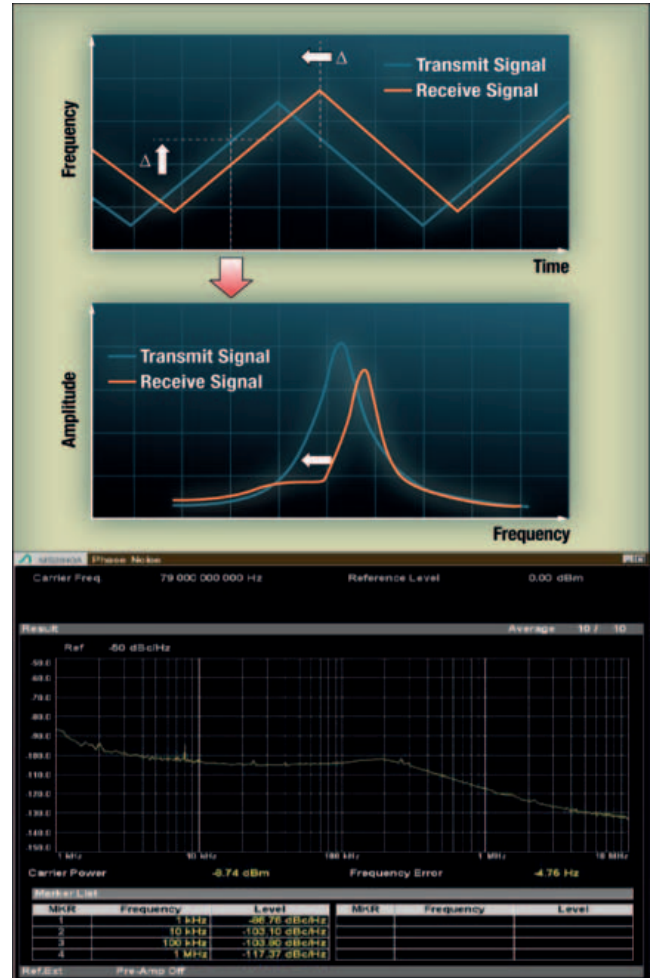 Δ
Transmit Signal
Receive Signal
Δ
Frequency
Time
Transmit Signal
Receive Signal
Amplitude
Frequency
Phase Noise
Carrier Freq. 79 000 000 000 Hz Reference Level 0.00 dBm
Result Average 10 / 10
Ref -50 dBc/Hz
-50.0
-60.0
-70.0
-80.0
-90.0
-100.0
-110.0
-120.0
-130.0
-140.0
-150.0
1 kHz 10 kHz 100 kHz 1 MHz 10 MHz
Carrier Power -8.74 dBm Frequency Error -4.76 Hz
Marker List
MKR Frequency Level MKR Frequency Level
1 1 kHz -86.76 dBc/Hz
2 10 kHz -103.10 dBc/Hz
3 100 kHz -103.80 dBc/Hz
4 1 MHz -117.37 dBc/Hz
Ref.Ext Pre-Amp Off